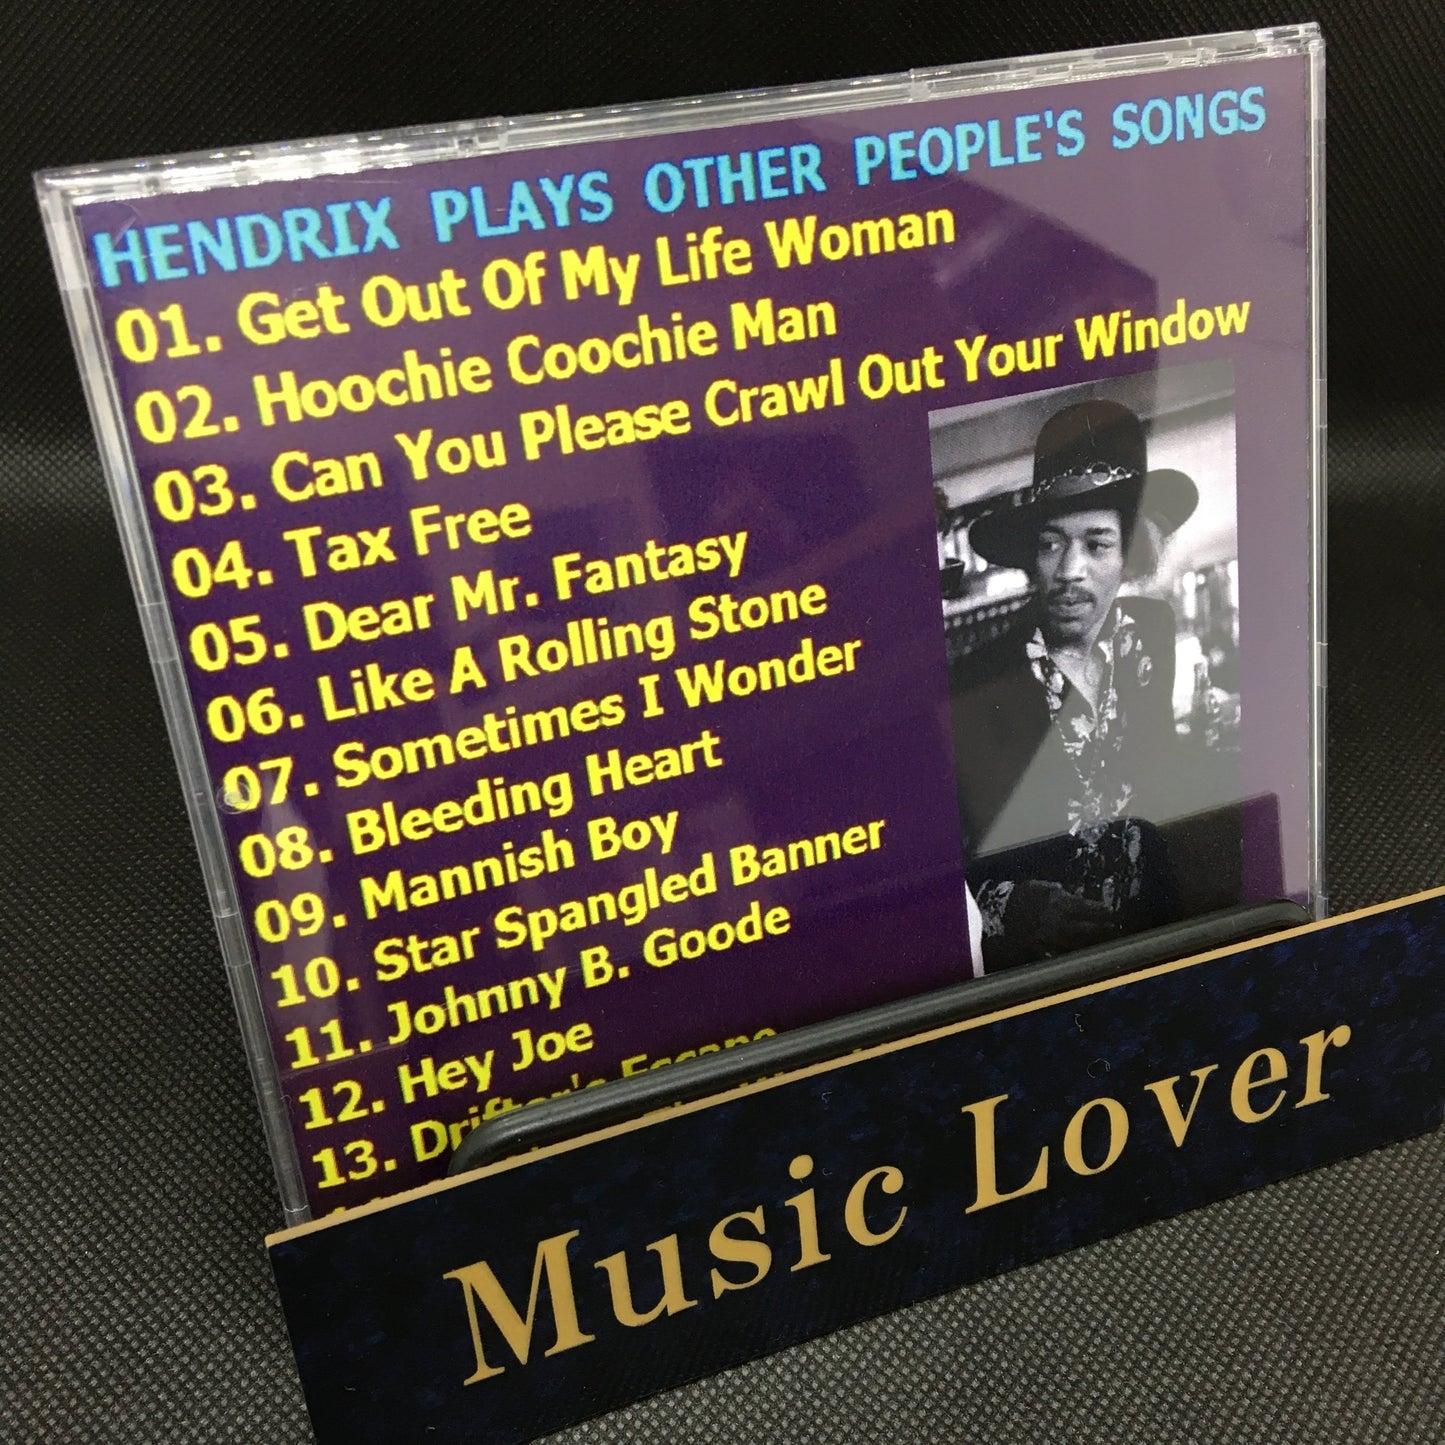 HENDRIX PLAYS OTHER PEOPLE'S SONGS
01. Get Out Of My Life Woman
02. Hoochie Coochie Man
03. Can You Please Crawl Out Your Window
04. Tax Free
05. Dear Mr. Fantasy
06. Like A Rolling Stone
07. Sometimes I Wonder
08. Bleeding Heart
09. Mannish Boy
10. Star Spangled Banner
11. Johnny B. Goode
12. Hey Joe
13. Drifter's Escape
Music Lover